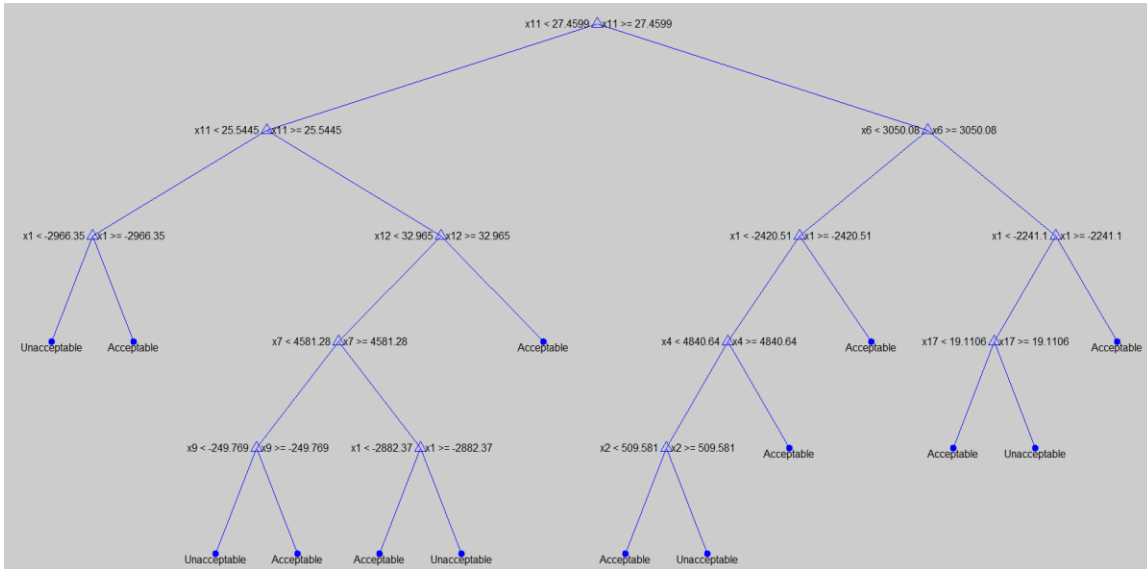 x11 < 27.4599 x11 >= 27.4599
x11 < 25.5445 x11 >= 25.5445
x6 < 3050.08 x6 >= 3050.08
x1 < -2966.35 x1 >= -2966.35
x12 < 32.965 x12 >= 32.965
x1 < -2420.51 x1 >= -2420.51
x1 < -2241.1 x1 >= -2241.1
Unacceptable
Acceptable
x7 < 4581.28 x7 >= 4581.28
Acceptable
x4 < 4840.64 x4 >= 4840.64
Acceptable
x17 < 19.1106 x17 >= 19.1106
Acceptable
x9 < -249.769 x9 >= -249.769
x1 < -2882.37 x1 >= -2882.37
x2 < 509.581 x2 >= 509.581
Acceptable
Acceptable
Unacceptable
Unacceptable
Acceptable
Acceptable
Unacceptable
Acceptable
Unacceptable